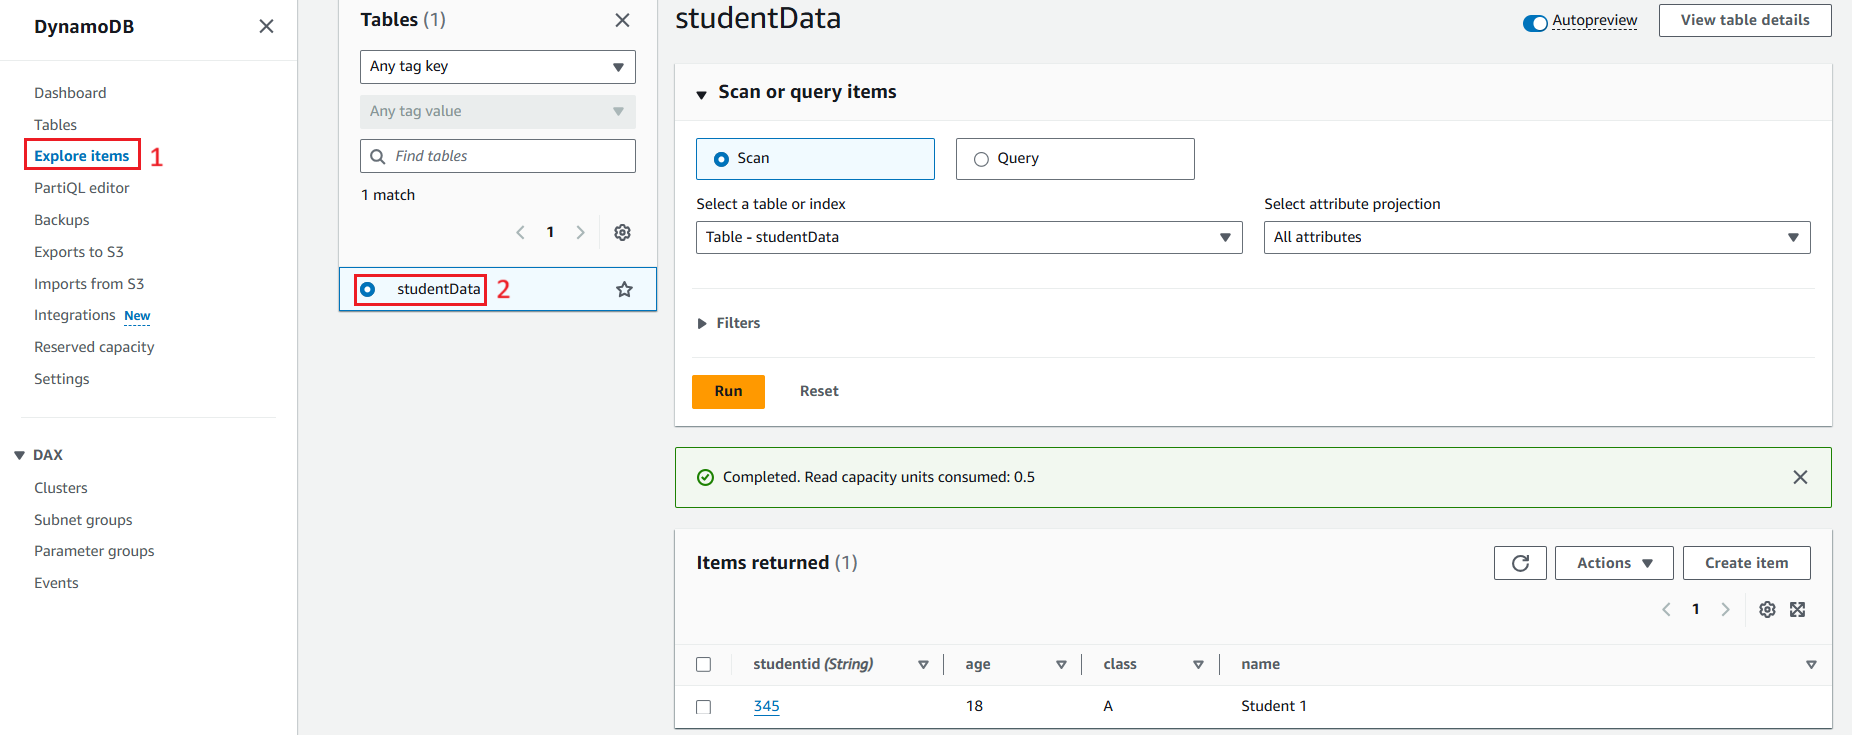 DynamoDB
Dashboard
Tables
Explore items 1
PartiQL editor
Backups
Exports to S3
Imports from S3
Integrations New
Reserved capacity
Settings
DAX
Clusters
Subnet groups
Parameter groups
Events
Tables (1)
Any tag key
Any tag value
Find tables
1 match
1
studentData 2
studentData
Autopreview
View table details
Scan or query items
Scan
Query
Select a table or index
Select attribute projection
Table - studentData
All attributes
Filters
Run
Reset
Completed. Read capacity units consumed: 0.5
Items returned (1)
Actions
Create item
1
studentid (String) age class name
345 18 A Student 1